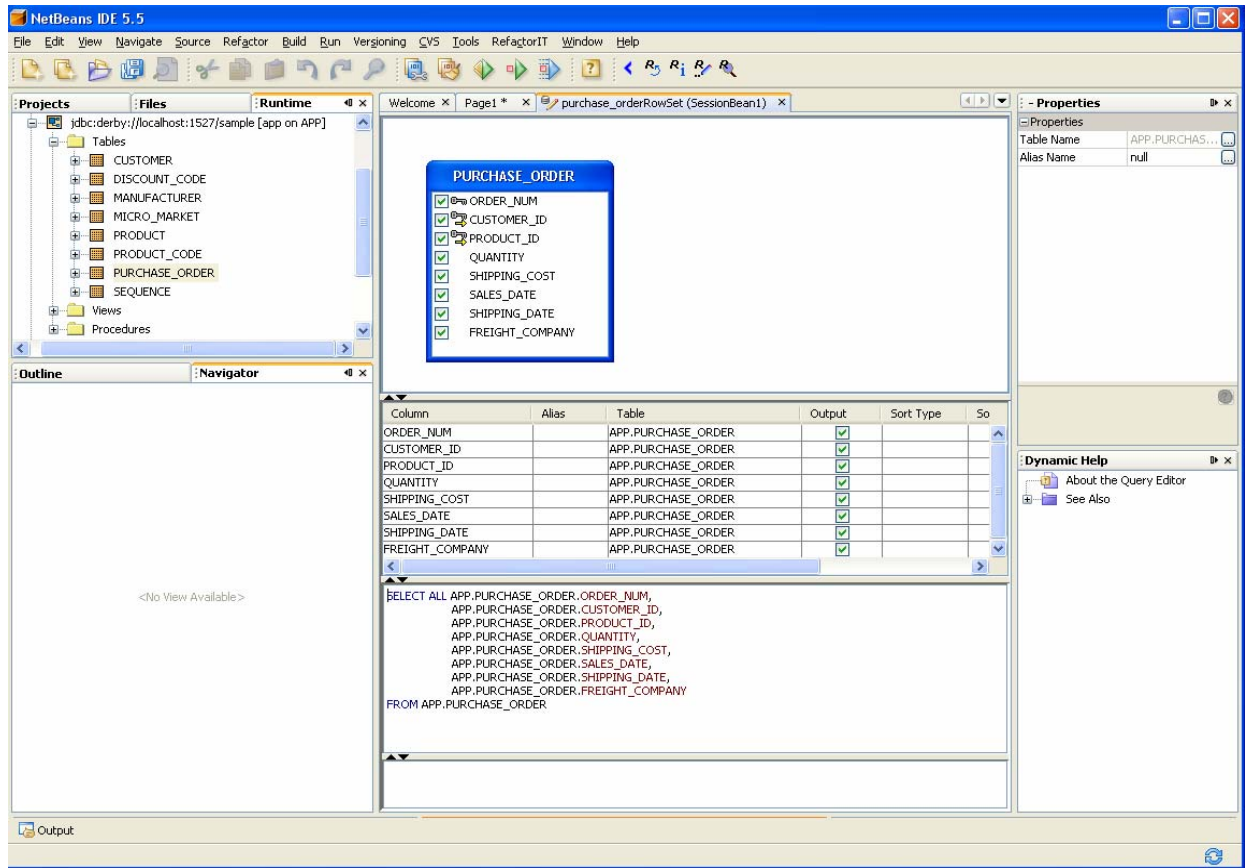 NetBeans IDE 5.5
File Edit View Navigate Source Refactor Build Run Versioning CVS Tools RefactorIT Window Help
Projects Files Runtime
jdbc:derby://localhost:1527/sample [app on APP]
Tables
CUSTOMER
DISCOUNT_CODE
MANUFACTURER
MICRO_MARKET
PRODUCT
PRODUCT_CODE
PURCHASE_ORDER
SEQUENCE
Views
Procedures
Outline Navigator
<No View Available>
Welcome Page1 * purchase_orderRowSet (SessionBean1)
PURCHASE_ORDER
ORDER_NUM
CUSTOMER_ID
PRODUCT_ID
QUANTITY
SHIPPING_COST
SALES_DATE
SHIPPING_DATE
FREIGHT_COMPANY
Column Alias Table Output Sort Type So
ORDER_NUM APP.PURCHASE_ORDER
CUSTOMER_ID APP.PURCHASE_ORDER
PRODUCT_ID APP.PURCHASE_ORDER
QUANTITY APP.PURCHASE_ORDER
SHIPPING_COST APP.PURCHASE_ORDER
SALES_DATE APP.PURCHASE_ORDER
SHIPPING_DATE APP.PURCHASE_ORDER
FREIGHT_COMPANY APP.PURCHASE_ORDER
SELECT ALL APP.PURCHASE_ORDER.ORDER_NUM,
APP.PURCHASE_ORDER.CUSTOMER_ID,
APP.PURCHASE_ORDER.PRODUCT_ID,
APP.PURCHASE_ORDER.QUANTITY,
APP.PURCHASE_ORDER.SHIPPING_COST,
APP.PURCHASE_ORDER.SALES_DATE,
APP.PURCHASE_ORDER.SHIPPING_DATE,
APP.PURCHASE_ORDER.FREIGHT_COMPANY
FROM APP.PURCHASE_ORDER
- Properties
Properties
Table Name APP.PURCHAS...
Alias Name null
Dynamic Help
About the Query Editor
See Also
Output